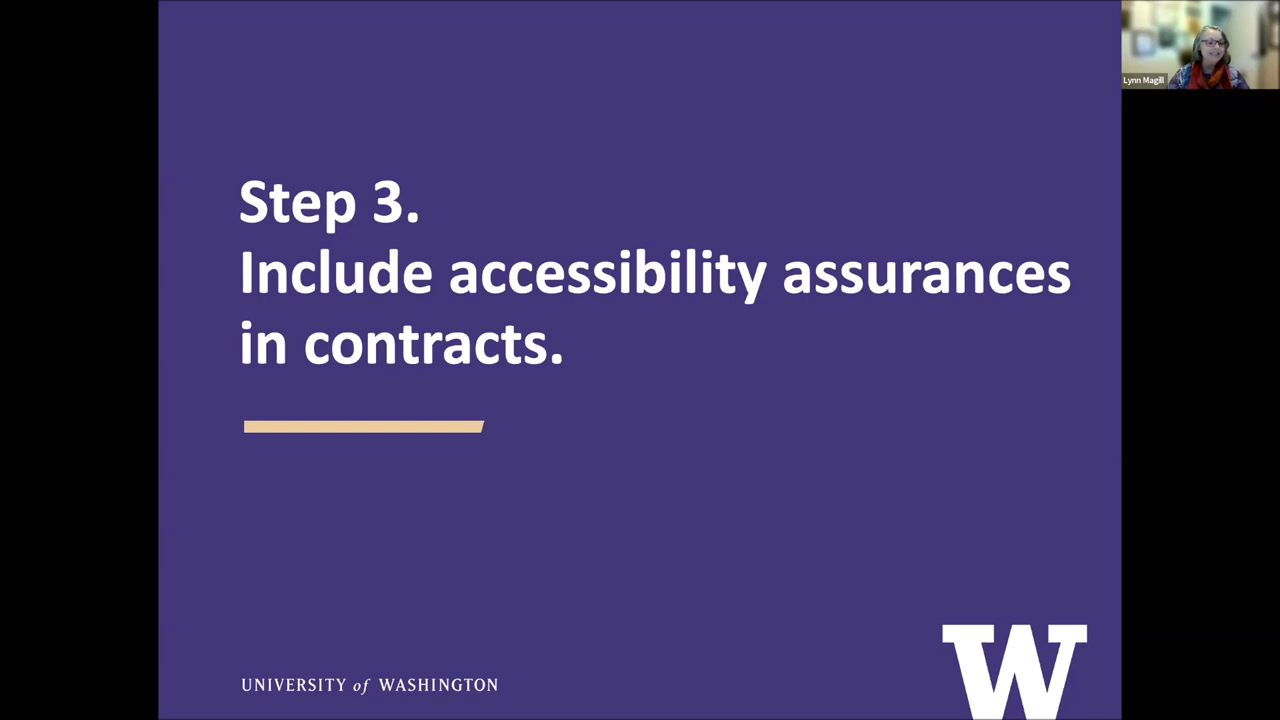 Lynn Magill
Step 3.
Include accessibility assurances
in contracts.
UNIVERSITY of WASHINGTON
W